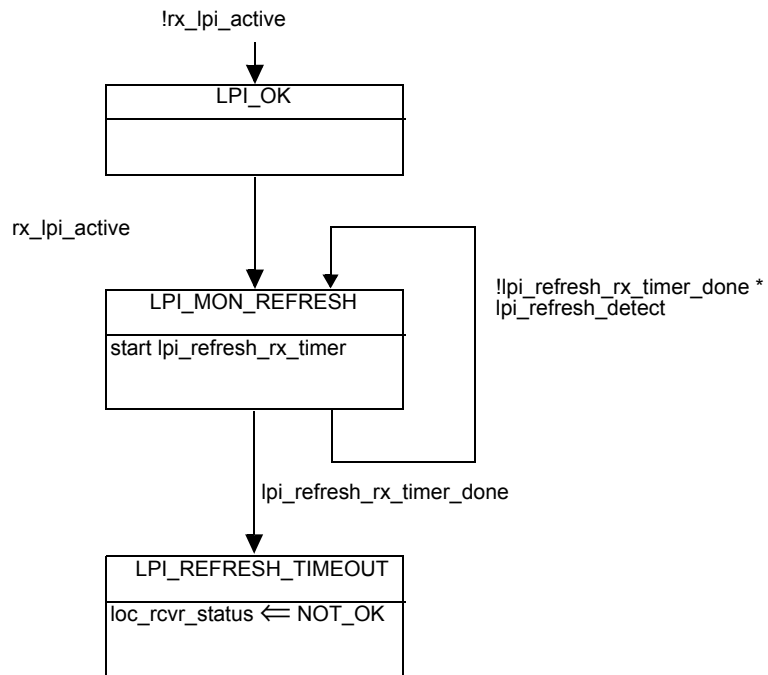 !rx_lpi_active
LPI_OK
rx_lpi_active
LPI_MON_REFRESH
start lpi_refresh_rx_timer
!lpi_refresh_rx_timer_done *
lpi_refresh_detect
lpi_refresh_rx_timer_done
LPI_REFRESH_TIMEOUT
loc_rcvr_status ⇐ NOT_OK